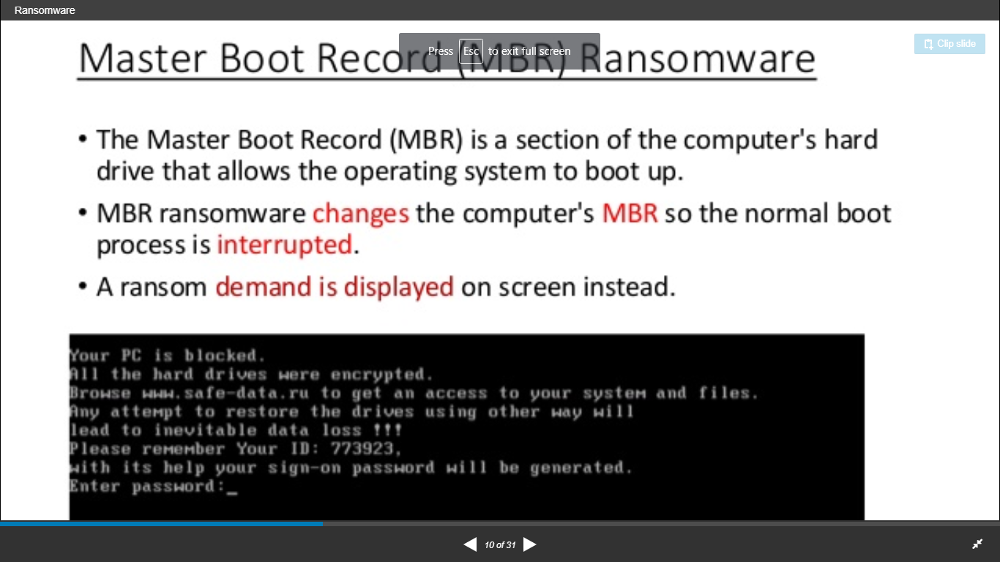 Ransomware
Master Boot Record (MBR) Ransomware
Press Esc to exit full screen
Clip slide
• The Master Boot Record (MBR) is a section of the computer's hard
drive that allows the operating system to boot up.
• MBR ransomware changes the computer's MBR so the normal boot
process is interrupted.
• A ransom demand is displayed on screen instead.
Your PC is blocked.
All the hard drives were encrypted.
Browse www.safe-data.ru to get an access to your system and files.
Any attempt to restore the drives using other way will
lead to inevitable data loss !!!
Please remember Your ID: 773923,
with its help your sign-on password will be generated.
Enter password:_
10 of 31